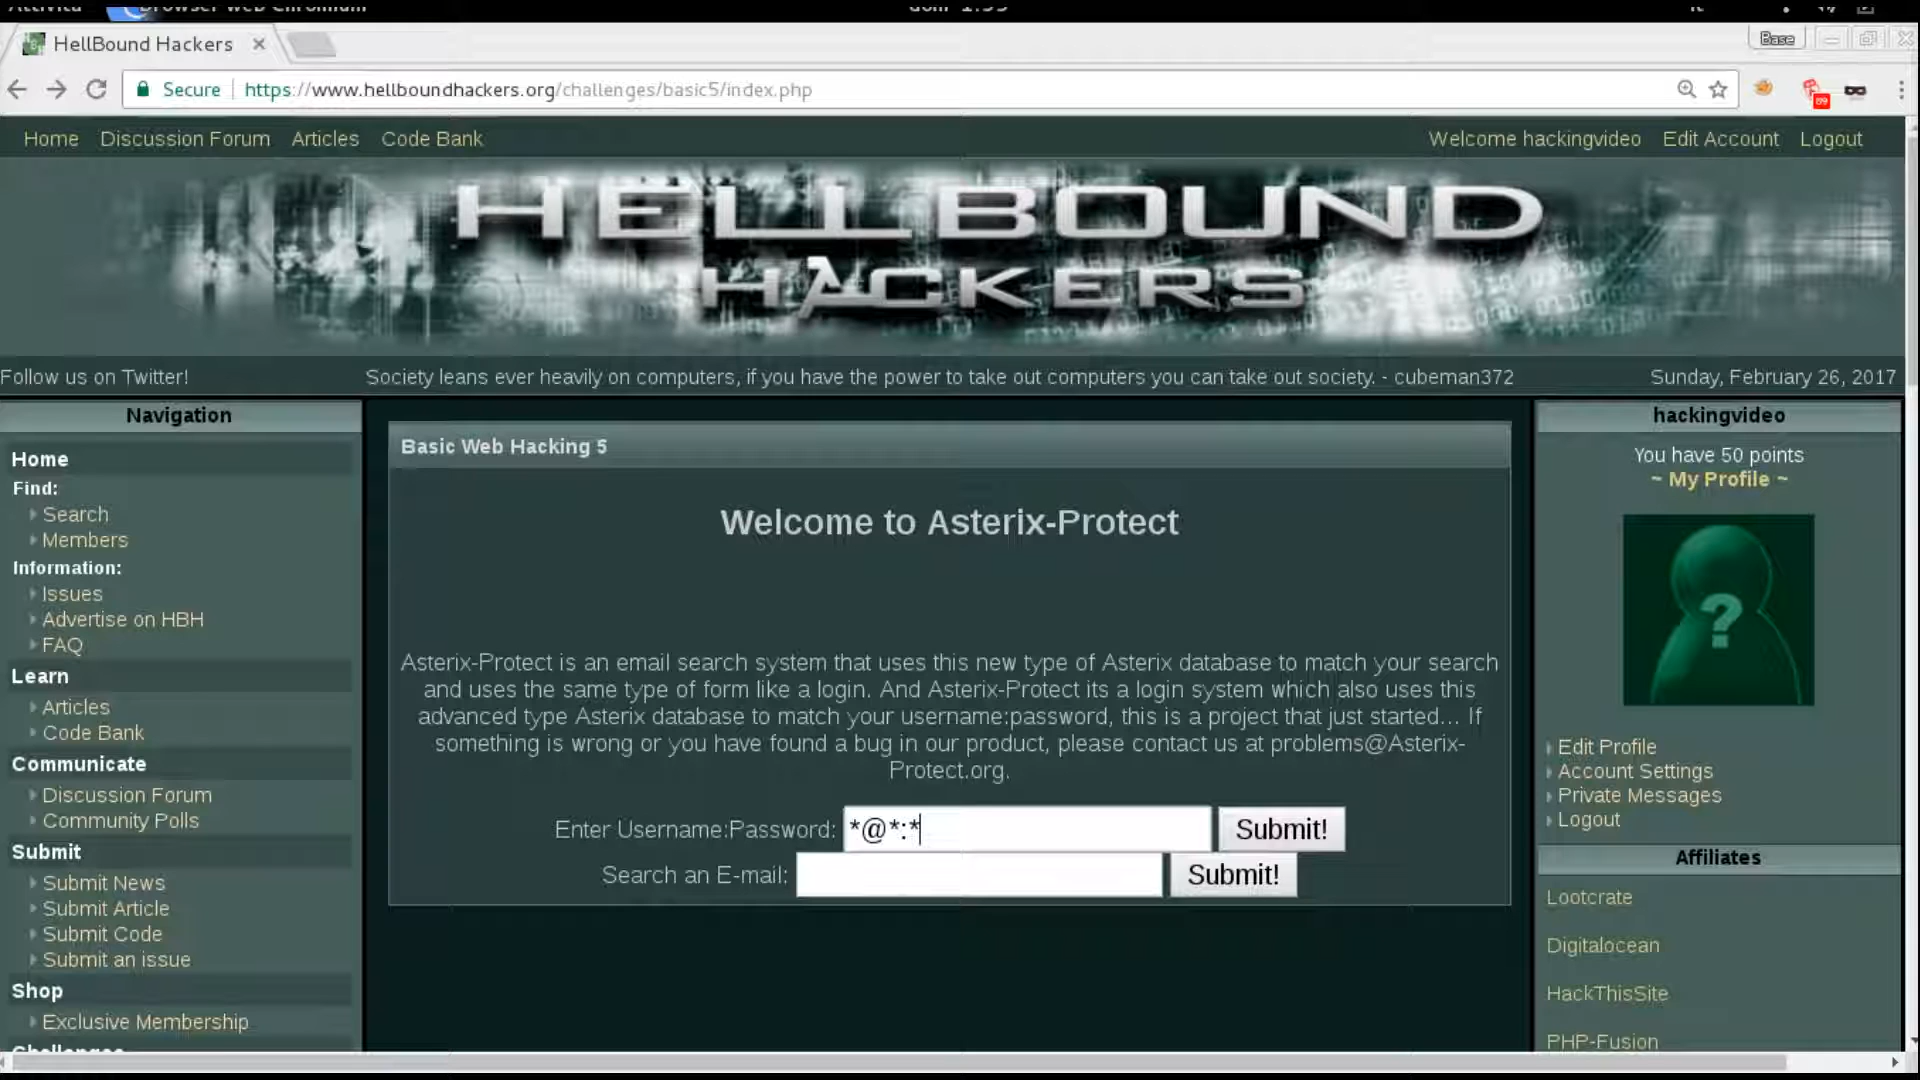 HellBound Hackers
Base
Secure https://www.hellboundhackers.org/challenges/basic5/index.php
Home Discussion Forum Articles Code Bank Welcome hackingvideo Edit Account Logout
HELLBOUND
HACKERS
Follow us on Twitter! Society leans ever heavily on computers, if you have the power to take out computers you can take out society. - cubeman372 Sunday, February 26, 2017
Navigation
Home
Find:
Search
Members
Information:
Issues
Advertise on HBH
FAQ
Learn
Articles
Code Bank
Communicate
Discussion Forum
Community Polls
Submit
Submit News
Submit Article
Submit Code
Submit an issue
Shop
Exclusive Membership
Challenges
Basic Web Hacking 5
Welcome to Asterix-Protect
Asterix-Protect is an email search system that uses this new type of Asterix database to match your search
and uses the same type of form like a login. And Asterix-Protect its a login system which also uses this
advanced type Asterix database to match your username:password, this is a project that just started... If
something is wrong or you have found a bug in our product, please contact us at problems@Asterix-
Protect.org.
Enter Username:Password: *@*:* Submit!
Search an E-mail: Submit!
hackingvideo
You have 50 points
~ My Profile ~
?
Edit Profile
Account Settings
Private Messages
Logout
Affiliates
Lootcrate
Digitalocean
HackThisSite
PHP-Fusion